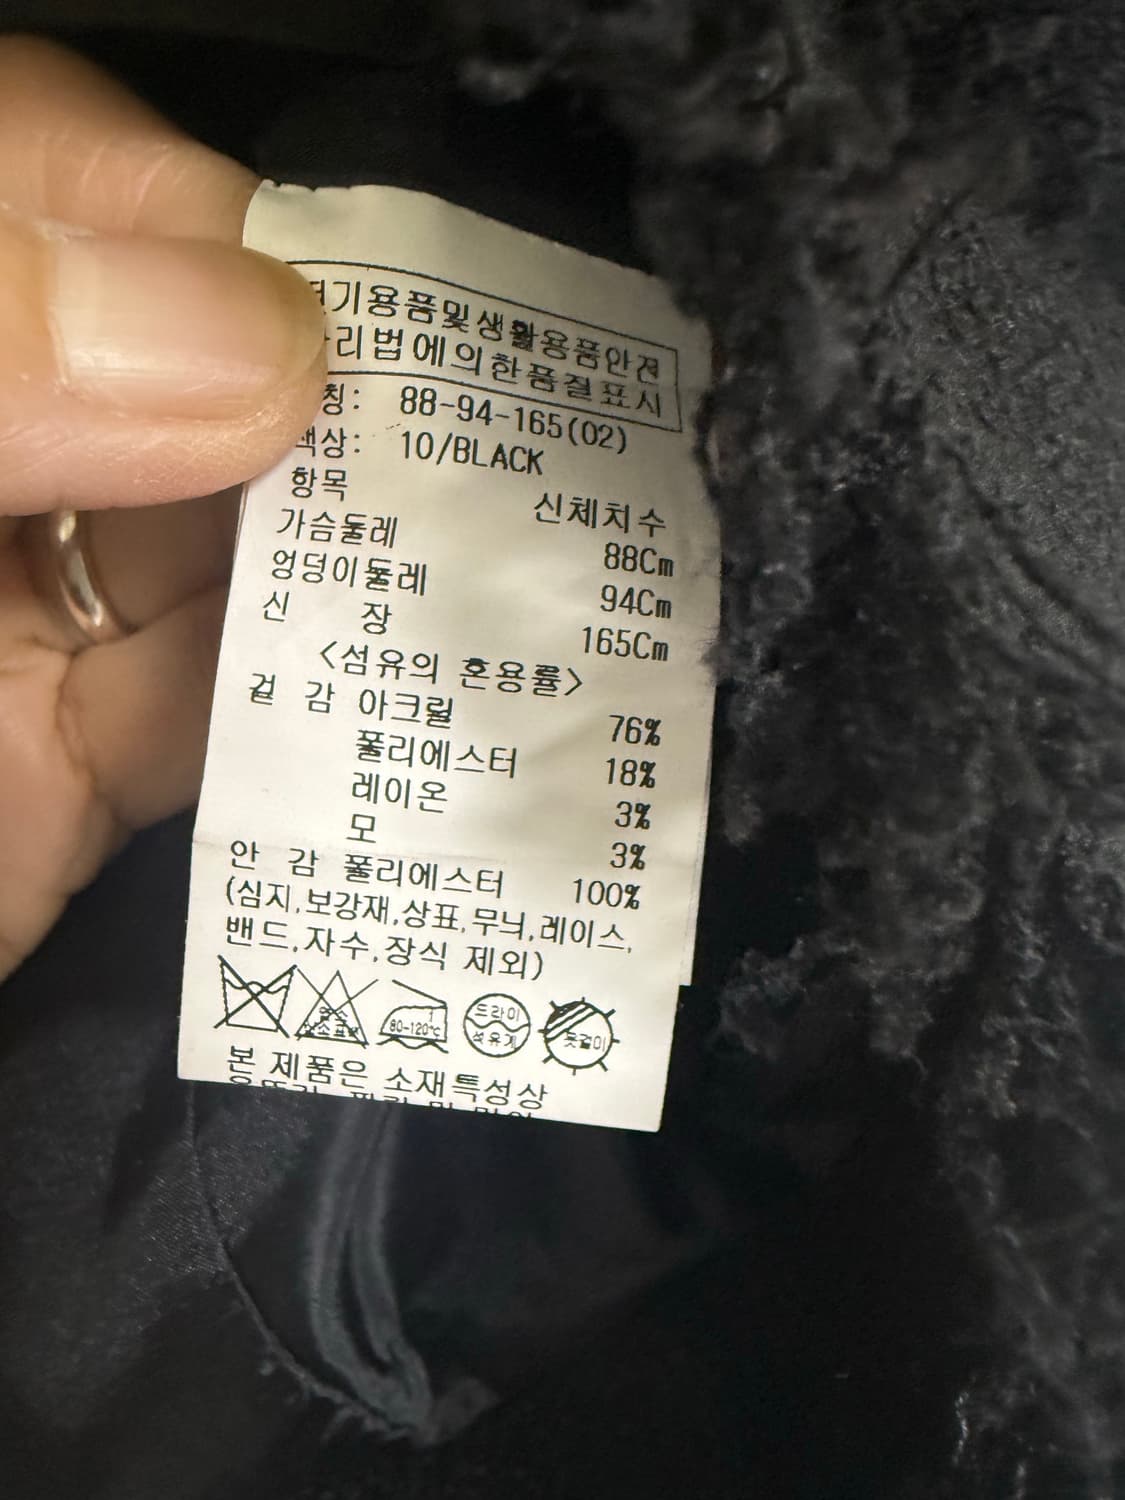 기용품및생활용품안전
리법에의한품질표시
칭: 88-94-165(02)
색상: 10/BLACK
항목 신체치수
가슴둘레 88Cm
엉덩이둘레 94Cm
신 장 165Cm
<섬유의 혼용률>
겉 감 아크릴 76%
폴리에스터 18%
레이온 3%
모 3%
안 감 폴리에스터 100%
(심지,보강재,상표,무늬,레이스,
밴드,자수,장식 제외)
80-120℃ 드라이 석유계 옷걸이
본 제품은 소재특성상